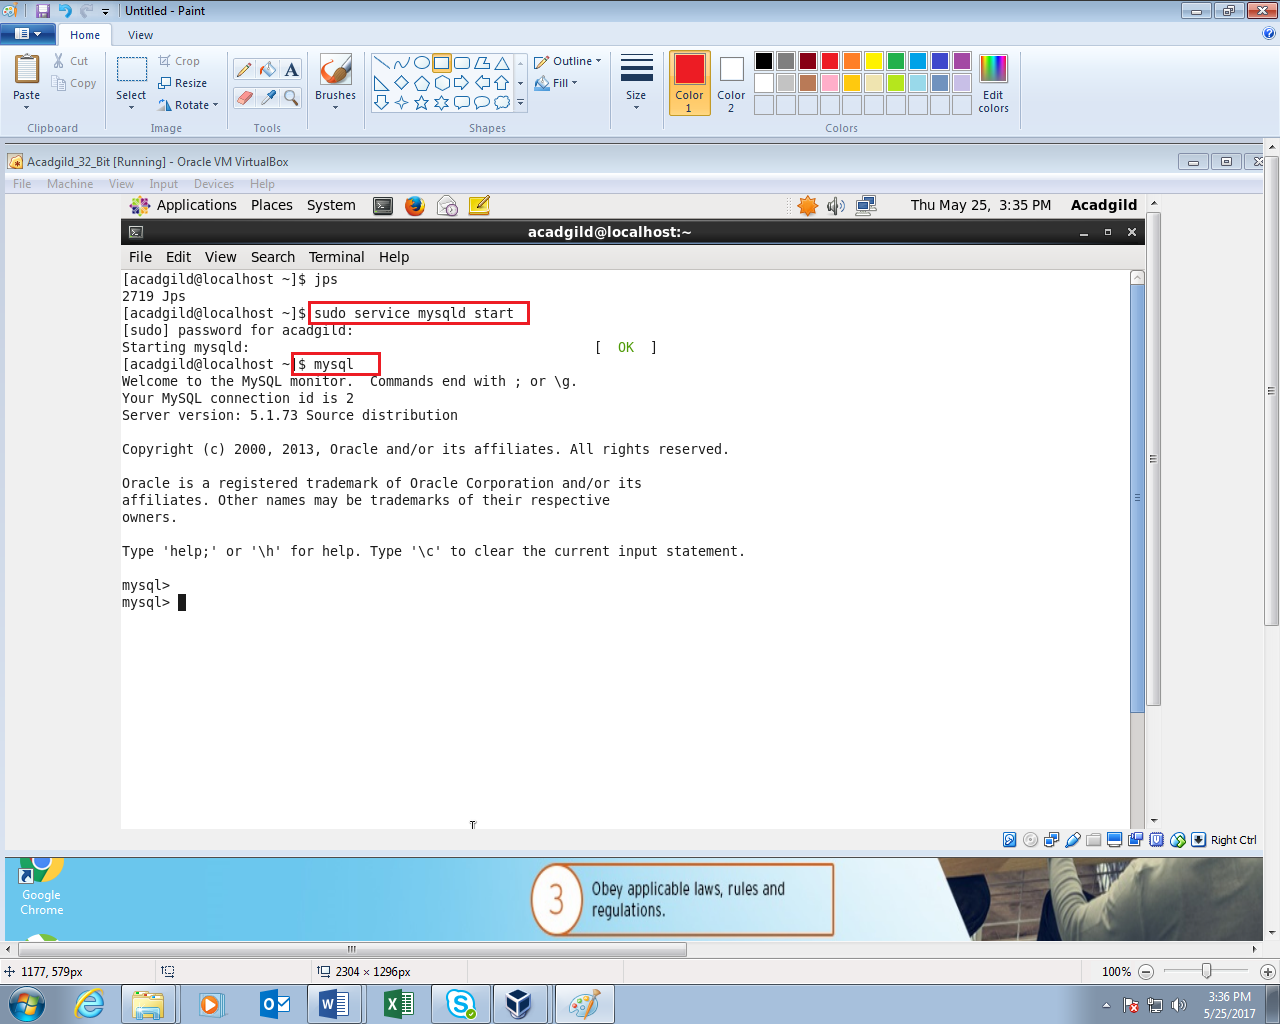 Untitled - Paint
Home
View
Paste
Cut
Copy
Clipboard
Select
Crop
Resize
Rotate
Image
Tools
Brushes
Outline
Fill
Shapes
Size
Color 1
Color 2
Edit colors
Colors
Acadgild_32_Bit [Running] - Oracle VM VirtualBox
File Machine View Input Devices Help
Applications Places System
Thu May 25, 3:35 PM Acadgild
acadgild@localhost:~
File Edit View Search Terminal Help
[acadgild@localhost ~]$ jps
2719 Jps
[acadgild@localhost ~]$ sudo service mysqld start
[sudo] password for acadgild:
Starting mysqld: [ OK ]
[acadgild@localhost ~]$ mysql
Welcome to the MySQL monitor. Commands end with ; or \g.
Your MySQL connection id is 2
Server version: 5.1.73 Source distribution
Copyright (c) 2000, 2013, Oracle and/or its affiliates. All rights reserved.
Oracle is a registered trademark of Oracle Corporation and/or its
affiliates. Other names may be trademarks of their respective
owners.
Type 'help;' or '\h' for help. Type '\c' to clear the current input statement.
mysql>
mysql>
Right Ctrl
Google
Chrome
3
Obey applicable laws, rules and
regulations.
1177, 579px
2304 × 1296px
100%
3:36 PM
5/25/2017